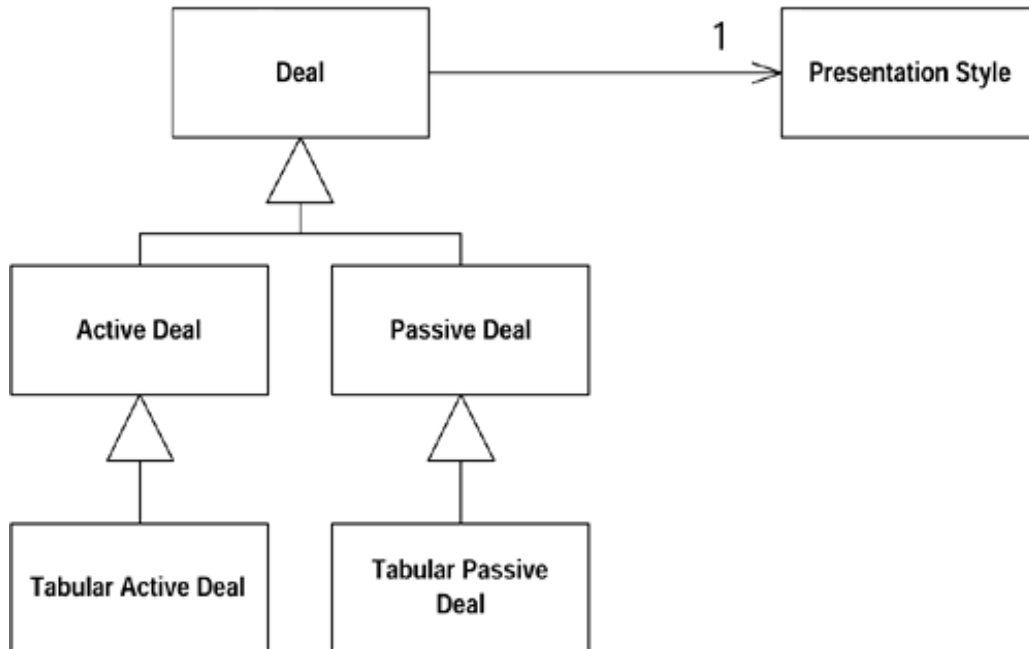 Deal
1
Presentation Style
Active Deal
Passive Deal
Tabular Active Deal
Tabular Passive
Deal